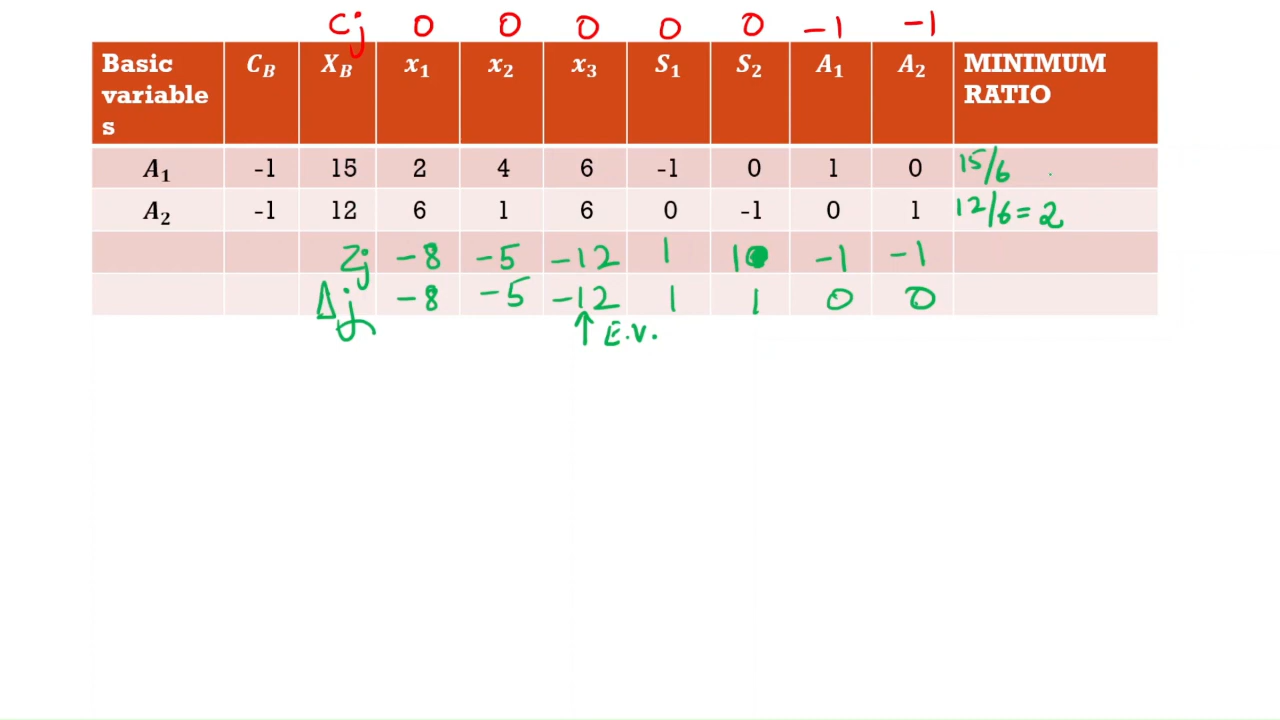 Cj 0 0 0 0 0 -1 -1
Basic variables C_B X_B x₁ x₂ x₃ S₁ S₂ A₁ A₂ MINIMUM RATIO
A₁ -1 15 2 4 6 -1 0 1 0 15/6
A₂ -1 12 6 1 6 0 -1 0 1 12/6=2
Zj -8 -5 -12 1 1 -1 -1
Δj -8 -5 -12 1 1 0 0
↑ E.V.